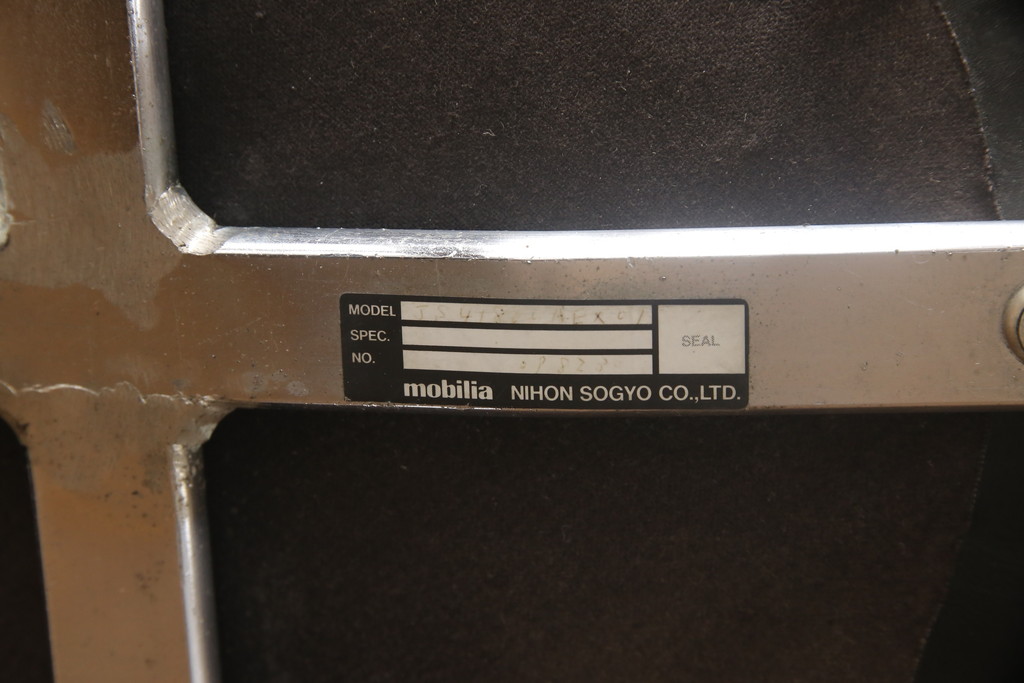 MODEL
SPEC.
NO.
SEAL
mobilia NIHON SOGYO CO.,LTD.